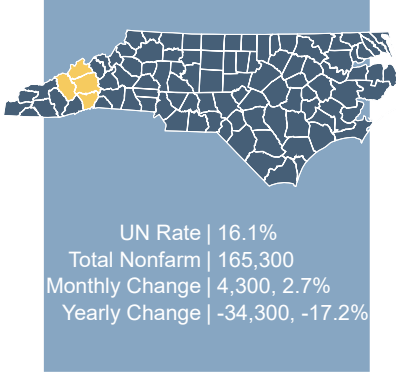 UN Rate | 16.1%
Total Nonfarm | 165,300
Monthly Change | 4,300, 2.7%
Yearly Change | -34,300, -17.2%